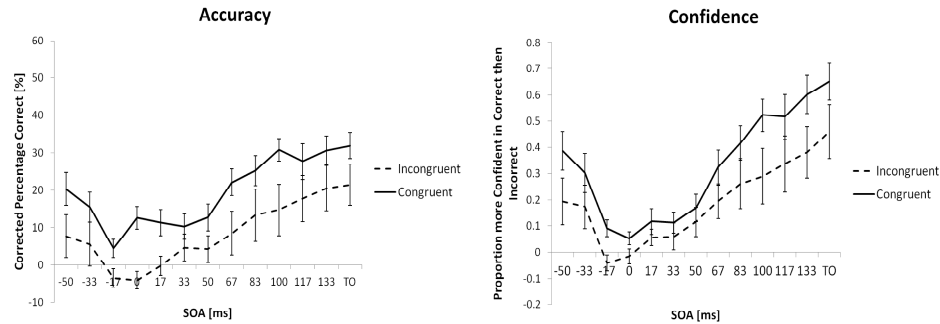 Accuracy
Corrected Percentage Correct [%]
60
50
40
30
20
10
0
-10
-50 -33 -17 0 17 33 50 67 83 100 117 133 TO
SOA [ms]
Incongruent
Congruent
Confidence
Proportion more Confident in Correct then
Incorrect
0.8
0.7
0.6
0.5
0.4
0.3
0.2
0.1
0
-0.1
-0.2
-50 -33 -17 0 17 33 50 67 83 100 117 133 TO
SOA [ms]
Incongruent
Congruent